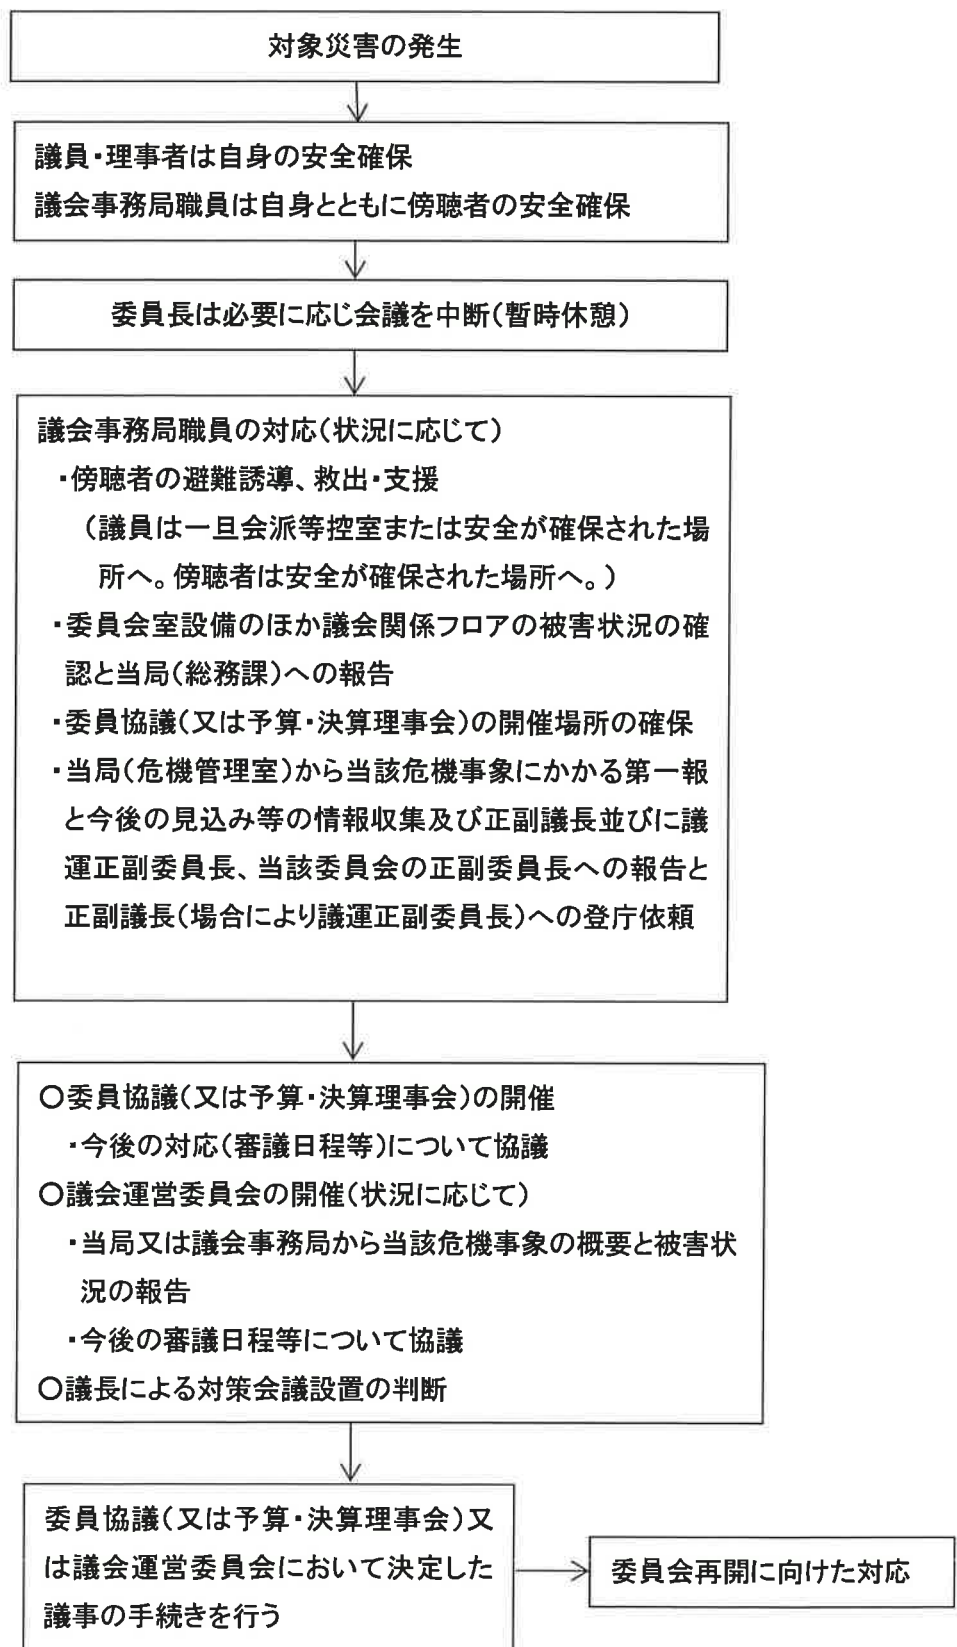 対象災害の発生
議員・理事者は自身の安全確保
議会事務局職員は自身とともに傍聴者の安全確保
委員長は必要に応じ会議を中断(暫時休憩)
議会事務局職員の対応(状況に応じて)
・傍聴者の避難誘導、救出・支援
(議員は一旦会派等控室または安全が確保された場
所へ。傍聴者は安全が確保された場所へ。)
・委員会室設備のほか議会関係フロアの被害状況の確
認と当局(総務課)への報告
・委員協議(又は予算・決算理事会)の開催場所の確保
・当局(危機管理室)から当該危機事象にかかる第一報
と今後の見込み等の情報収集及び正副議長並びに議
運正副委員長、当該委員会の正副委員長への報告と
正副議長(場合により議運正副委員長)への登庁依頼
○委員協議(又は予算・決算理事会)の開催
・今後の対応(審議日程等)について協議
○議会運営委員会の開催(状況に応じて)
・当局又は議会事務局から当該危機事象の概要と被害状
況の報告
・今後の審議日程等について協議
○議長による対策会議設置の判断
委員協議(又は予算・決算理事会)又
は議会運営委員会において決定した
議事の手続きを行う
委員会再開に向けた対応